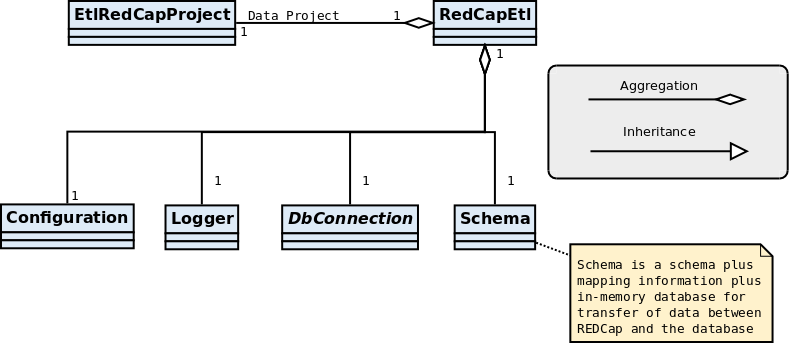 EtlRedCapProject
Data Project
1
1
RedCapEtl
1
Aggregation
Inheritance
1
1
1
1
Configuration
Logger
DbConnection
Schema
Schema is a schema plus
mapping information plus
in-memory database for
transfer of data between
REDCap and the database